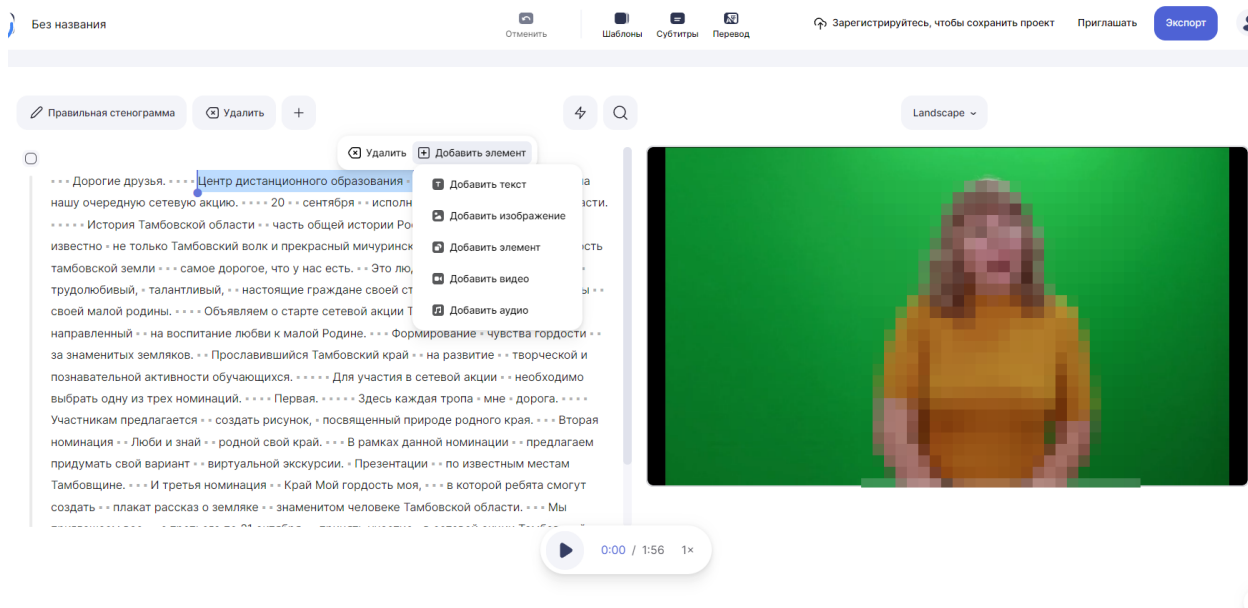 Без названия
Отменить
Шаблоны
Субтитры
Перевод
Зарегистрируйтесь, чтобы сохранить проект
Приглашать
Экспорт
Правильная стенограмма
Удалить
Landscape
Удалить
Добавить элемент
Добавить текст
Добавить изображение
Добавить элемент
Добавить видео
Добавить аудио
Дорогие друзья. Центр дистанционного образования
нашу очередную сетевую акцию. 20 сентября
История Тамбовской области часть общей истории
известно не только Тамбовский волк и прекрасный
тамбовской земли самое дорогое, что у нас есть. Это
трудолюбивый, талантливый, настоящие граждане своей
своей малой родины. Объявляем о старте сетевой акции
направленный на воспитание любви к малой Родине. Формирование чувства гордости
за знаменитых земляков. Прославившийся Тамбовский край на развитие творческой и
познавательной активности обучающихся. Для участия в сетевой акции необходимо
выбрать одну из трех номинаций. Первая. Здесь каждая тропа мне дорога.
Участникам предлагается создать рисунок, посвященный природе родного края. Вторая
номинация Люби и знай родной свой край. В рамках данной номинации предлагаем
придумать свой вариант виртуальной экскурсии. Презентации по известным местам
Тамбовщине. И третья номинация Край Мой гордость моя, в которой ребята смогут
создать плакат рассказ о земляке знаменитом человеке Тамбовской области. Мы
0:00 / 1:56 1×